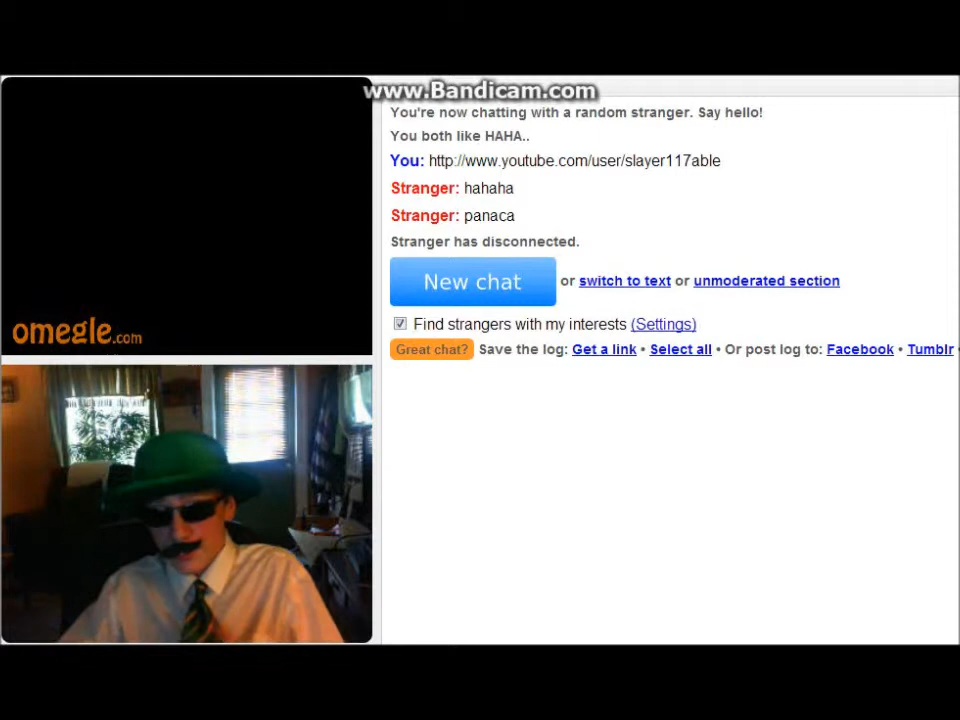 www.Bandicam.com
You're now chatting with a random stranger. Say hello!
You both like HAHA..
You: http://www.youtube.com/user/slayer117able
Stranger: hahaha
Stranger: panaca
Stranger has disconnected.
New chat or switch to text or unmoderated section
Find strangers with my interests (Settings)
Great chat? Save the log: Get a link • Select all • Or post log to: Facebook • Tumblr •
omegle.com